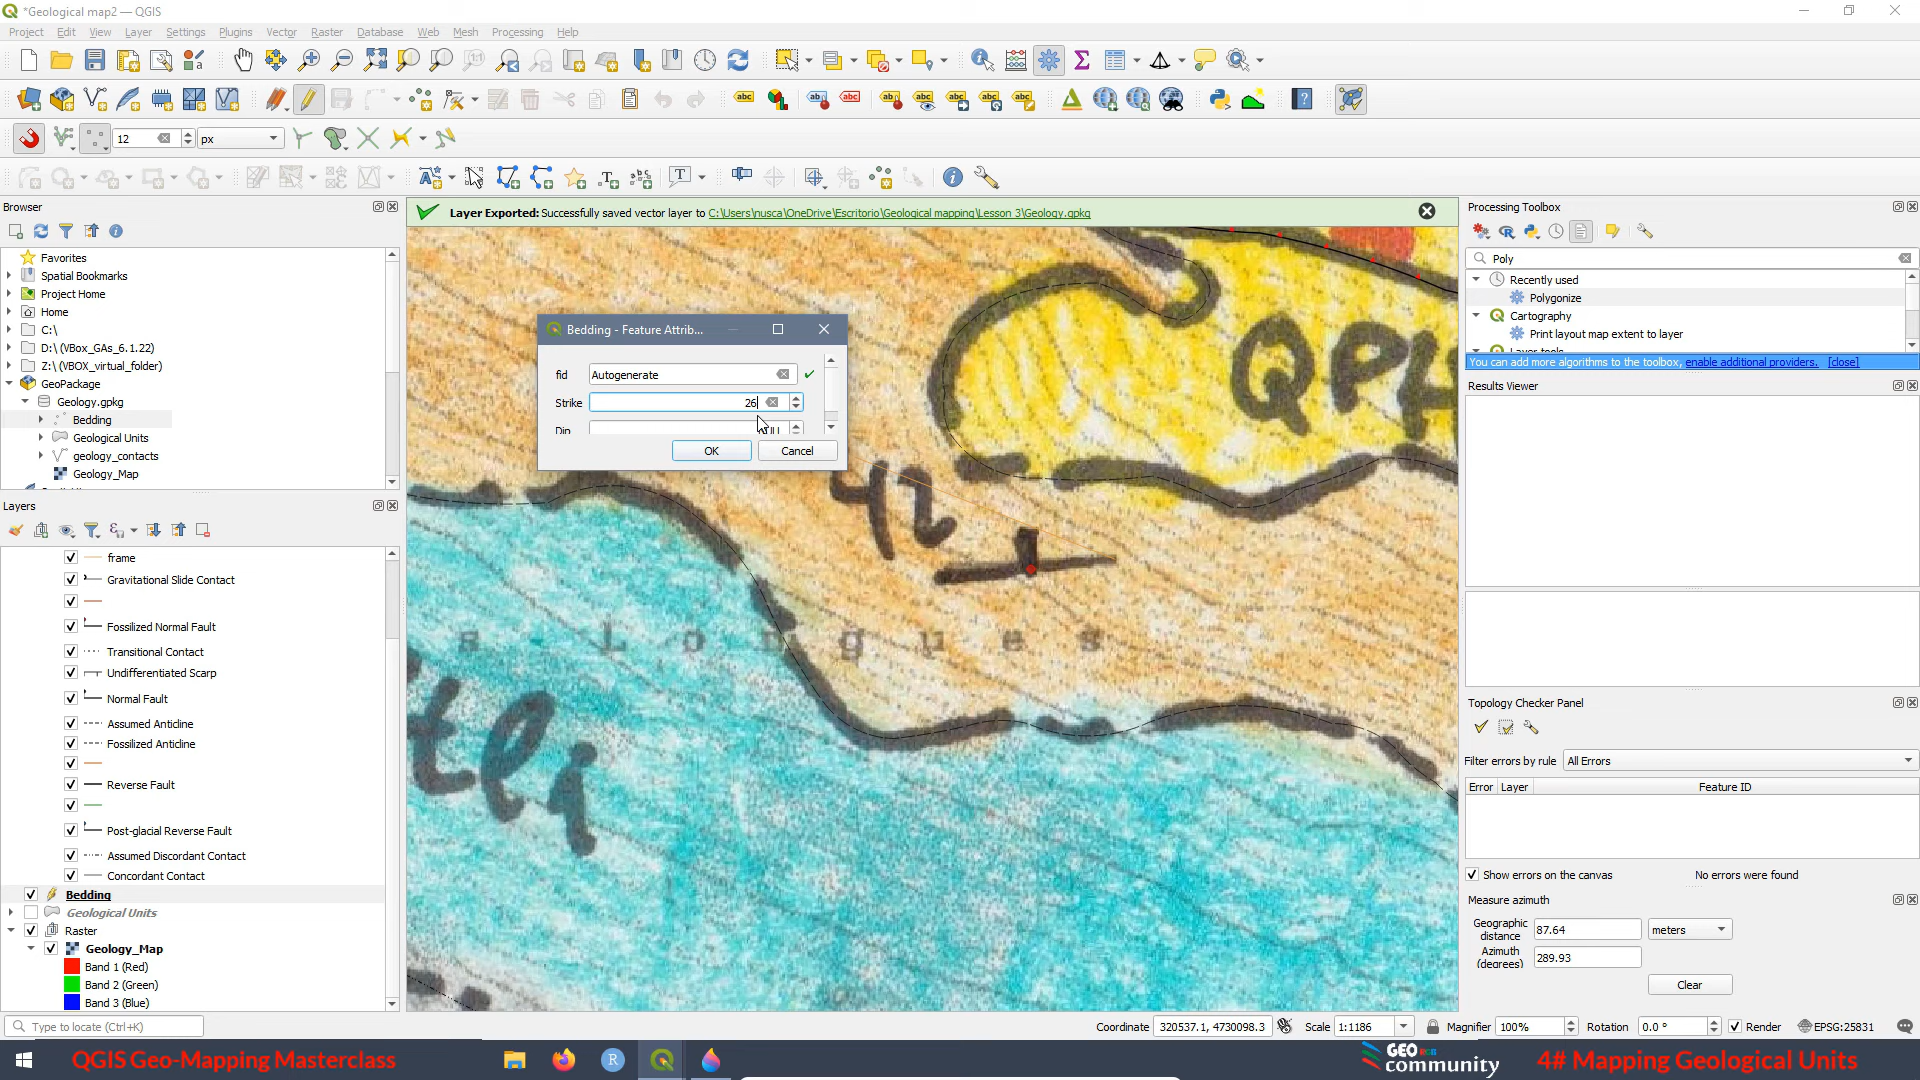 *Geological map2 — QGIS
Project Edit View Layer Settings Plugins Vector Raster Database Web Mesh Processing Help
12 px
Browser
Favorites
Spatial Bookmarks
Project Home
Home
C:\
D:\ (VBox_GAs_6.1.22)
Z:\ (VBox_virtual_folder)
GeoPackage
Geology.gpkg
Bedding
Geological Units
geology_contacts
Geology_Map
Layers
frame
Gravitational Slide Contact
Fossilized Normal Fault
Transitional Contact
Undifferentiated Scarp
Normal Fault
Assumed Anticline
Fossilized Anticline
Reverse Fault
Post-glacial Reverse Fault
Assumed Discordant Contact
Concordant Contact
Bedding
Geological Units
Raster
Geology_Map
Band 1 (Red)
Band 2 (Green)
Band 3 (Blue)
Type to locate (Ctrl+K)
Layer Exported: Successfully saved vector layer to C:\Users\nusca\OneDrive\Escritorio\Geological mapping\Lesson 3\Geology.gpkg
Bedding - Feature Attrib...
fid Autogenerate
Strike 26
Dip
OK Cancel
QPH
42
s - L o n g u e s
tli
Processing Toolbox
Poly
Recently used
Polygonize
Cartography
Print layout map extent to layer
Layer tools
You can add more algorithms to the toolbox, enable additional providers. [close]
Results Viewer
Topology Checker Panel
Filter errors by rule All Errors
Error Layer Feature ID
Show errors on the canvas No errors were found
Measure azimuth
Geographic distance 87.64 meters
Azimuth (degrees) 289.93
Clear
Coordinate 320537.1, 4730098.3 Scale 1:1186 Magnifier 100% Rotation 0.0 ° Render EPSG:25831
QGIS Geo-Mapping Masterclass
GEO community
4# Mapping Geological Units